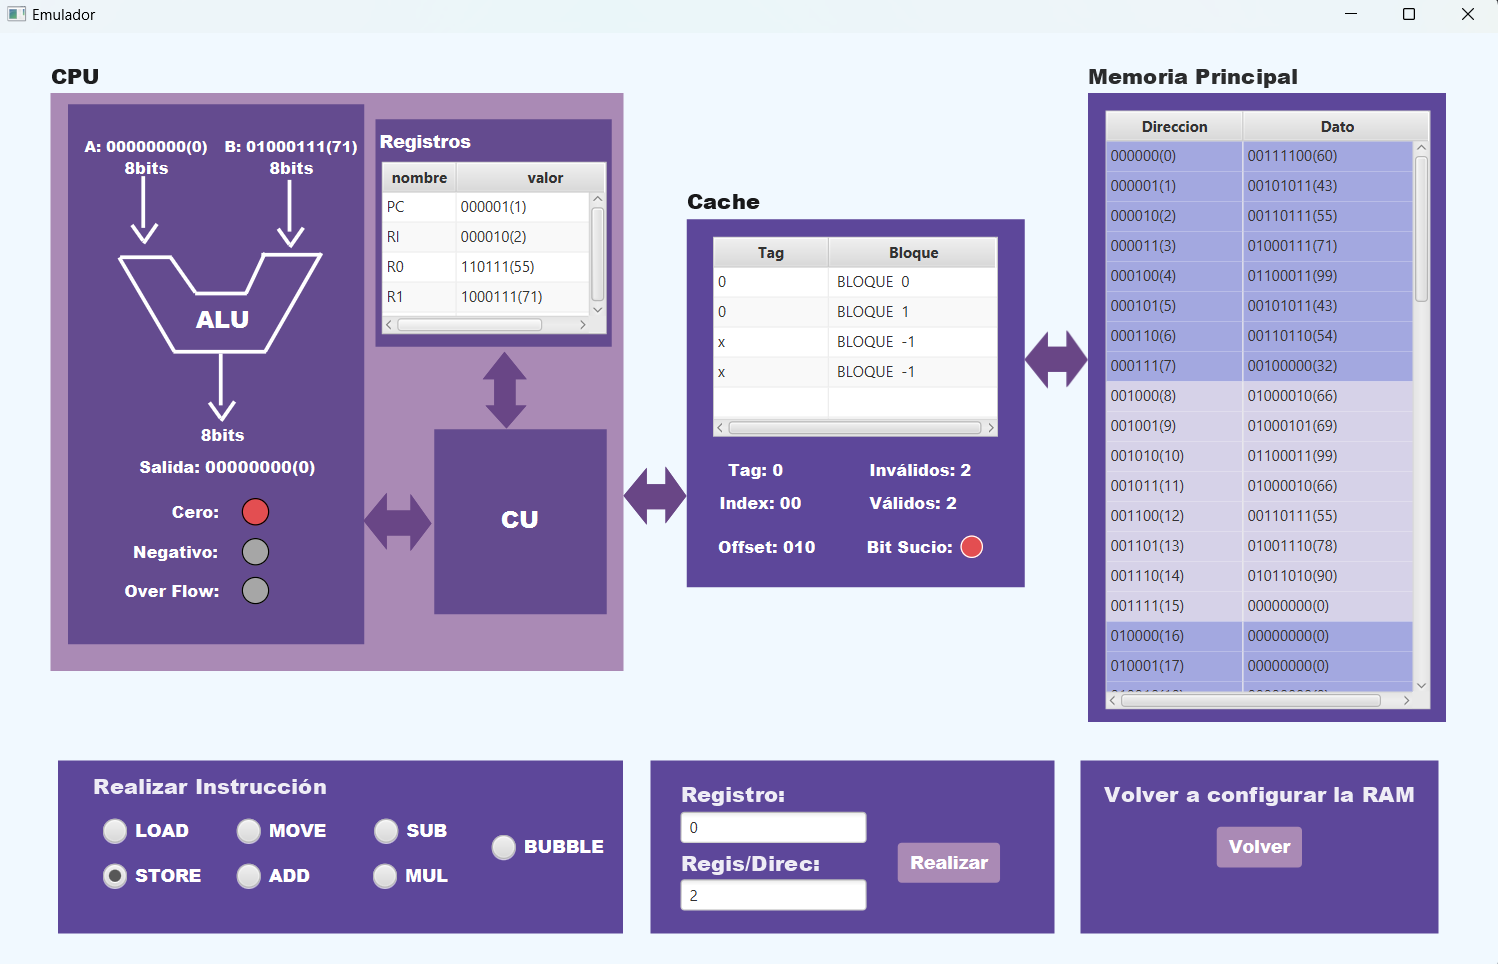 Emulador
CPU
A: 00000000(0) B: 01000111(71)
8bits 8bits
ALU
8bits
Salida: 00000000(0)
Cero:
Negativo:
Over Flow:
Registros
nombre valor
PC 000001(1)
RI 000010(2)
R0 110111(55)
R1 1000111(71)
CU
Cache
Tag Bloque
0 BLOQUE 0
0 BLOQUE 1
x BLOQUE -1
x BLOQUE -1
Tag: 0 Inválidos: 2
Index: 00 Válidos: 2
Offset: 010 Bit Sucio:
Memoria Principal
Direccion Dato
000000(0) 00111100(60)
000001(1) 00101011(43)
000010(2) 00110111(55)
000011(3) 01000111(71)
000100(4) 01100011(99)
000101(5) 00101011(43)
000110(6) 00110110(54)
000111(7) 00100000(32)
001000(8) 01000010(66)
001001(9) 01000101(69)
001010(10) 01100011(99)
001011(11) 01000010(66)
001100(12) 00110111(55)
001101(13) 01001110(78)
001110(14) 01011010(90)
001111(15) 00000000(0)
010000(16) 00000000(0)
010001(17) 00000000(0)
Realizar Instrucción
LOAD MOVE SUB BUBBLE
STORE ADD MUL
Registro:
0
Regis/Direc:
2
Realizar
Volver a configurar la RAM
Volver